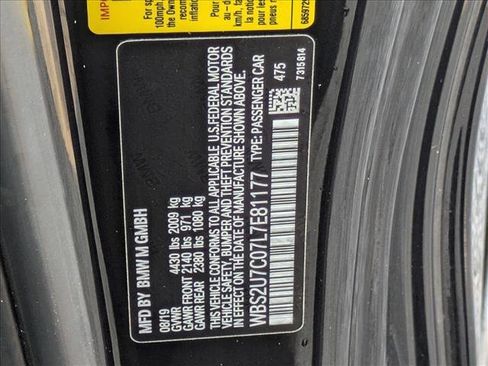 MFD BY BMW M GMBH
08/19
GVWR 4430 lbs 2009 kg
GAWR FRONT 2140 lbs 971 kg
GAWR REAR 2380 lbs 1080 kg
THIS VEHICLE CONFORMS TO ALL APPLICABLE U.S. FEDERAL MOTOR
VEHICLE SAFETY, BUMPER AND THEFT PREVENTION STANDARDS
IN EFFECT ON THE DATE OF MANUFACTURE SHOWN ABOVE.
WBS2U7C07L7E81177 TYPE: PASSENGER CAR
475
7315814